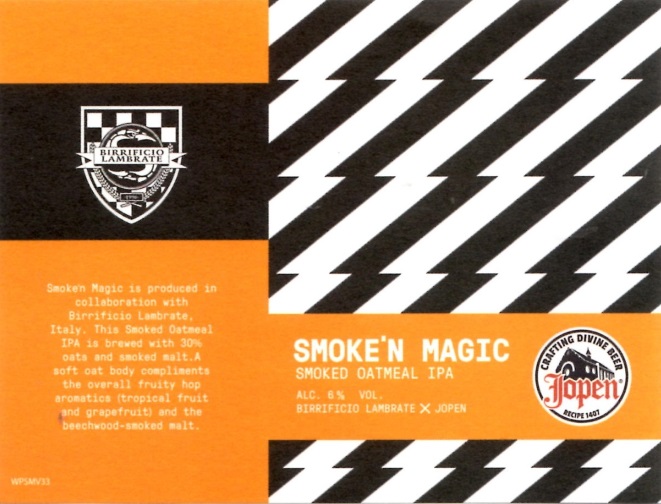 BIRRIFICIO
LAMBRATE
Smoke'n Magic is produced in
collaboration with
Birrificio Lambrate,
Italy. This Smoked Oatmeal
IPA is brewed with 30%
oats and smoked malt.A
soft oat body compliments
the overall fruity hop
aromatics (tropical fruit
and grapefruit) and the
beechwood-smoked malt.
WPSMV33
SMOKE'N MAGIC
SMOKED OATMEAL IPA
ALC. 6% VOL.
BIRRIFICIO LAMBRATE X JOPEN
CRAFTING DIVINE BEER
Jopen®
RECIPE 1407